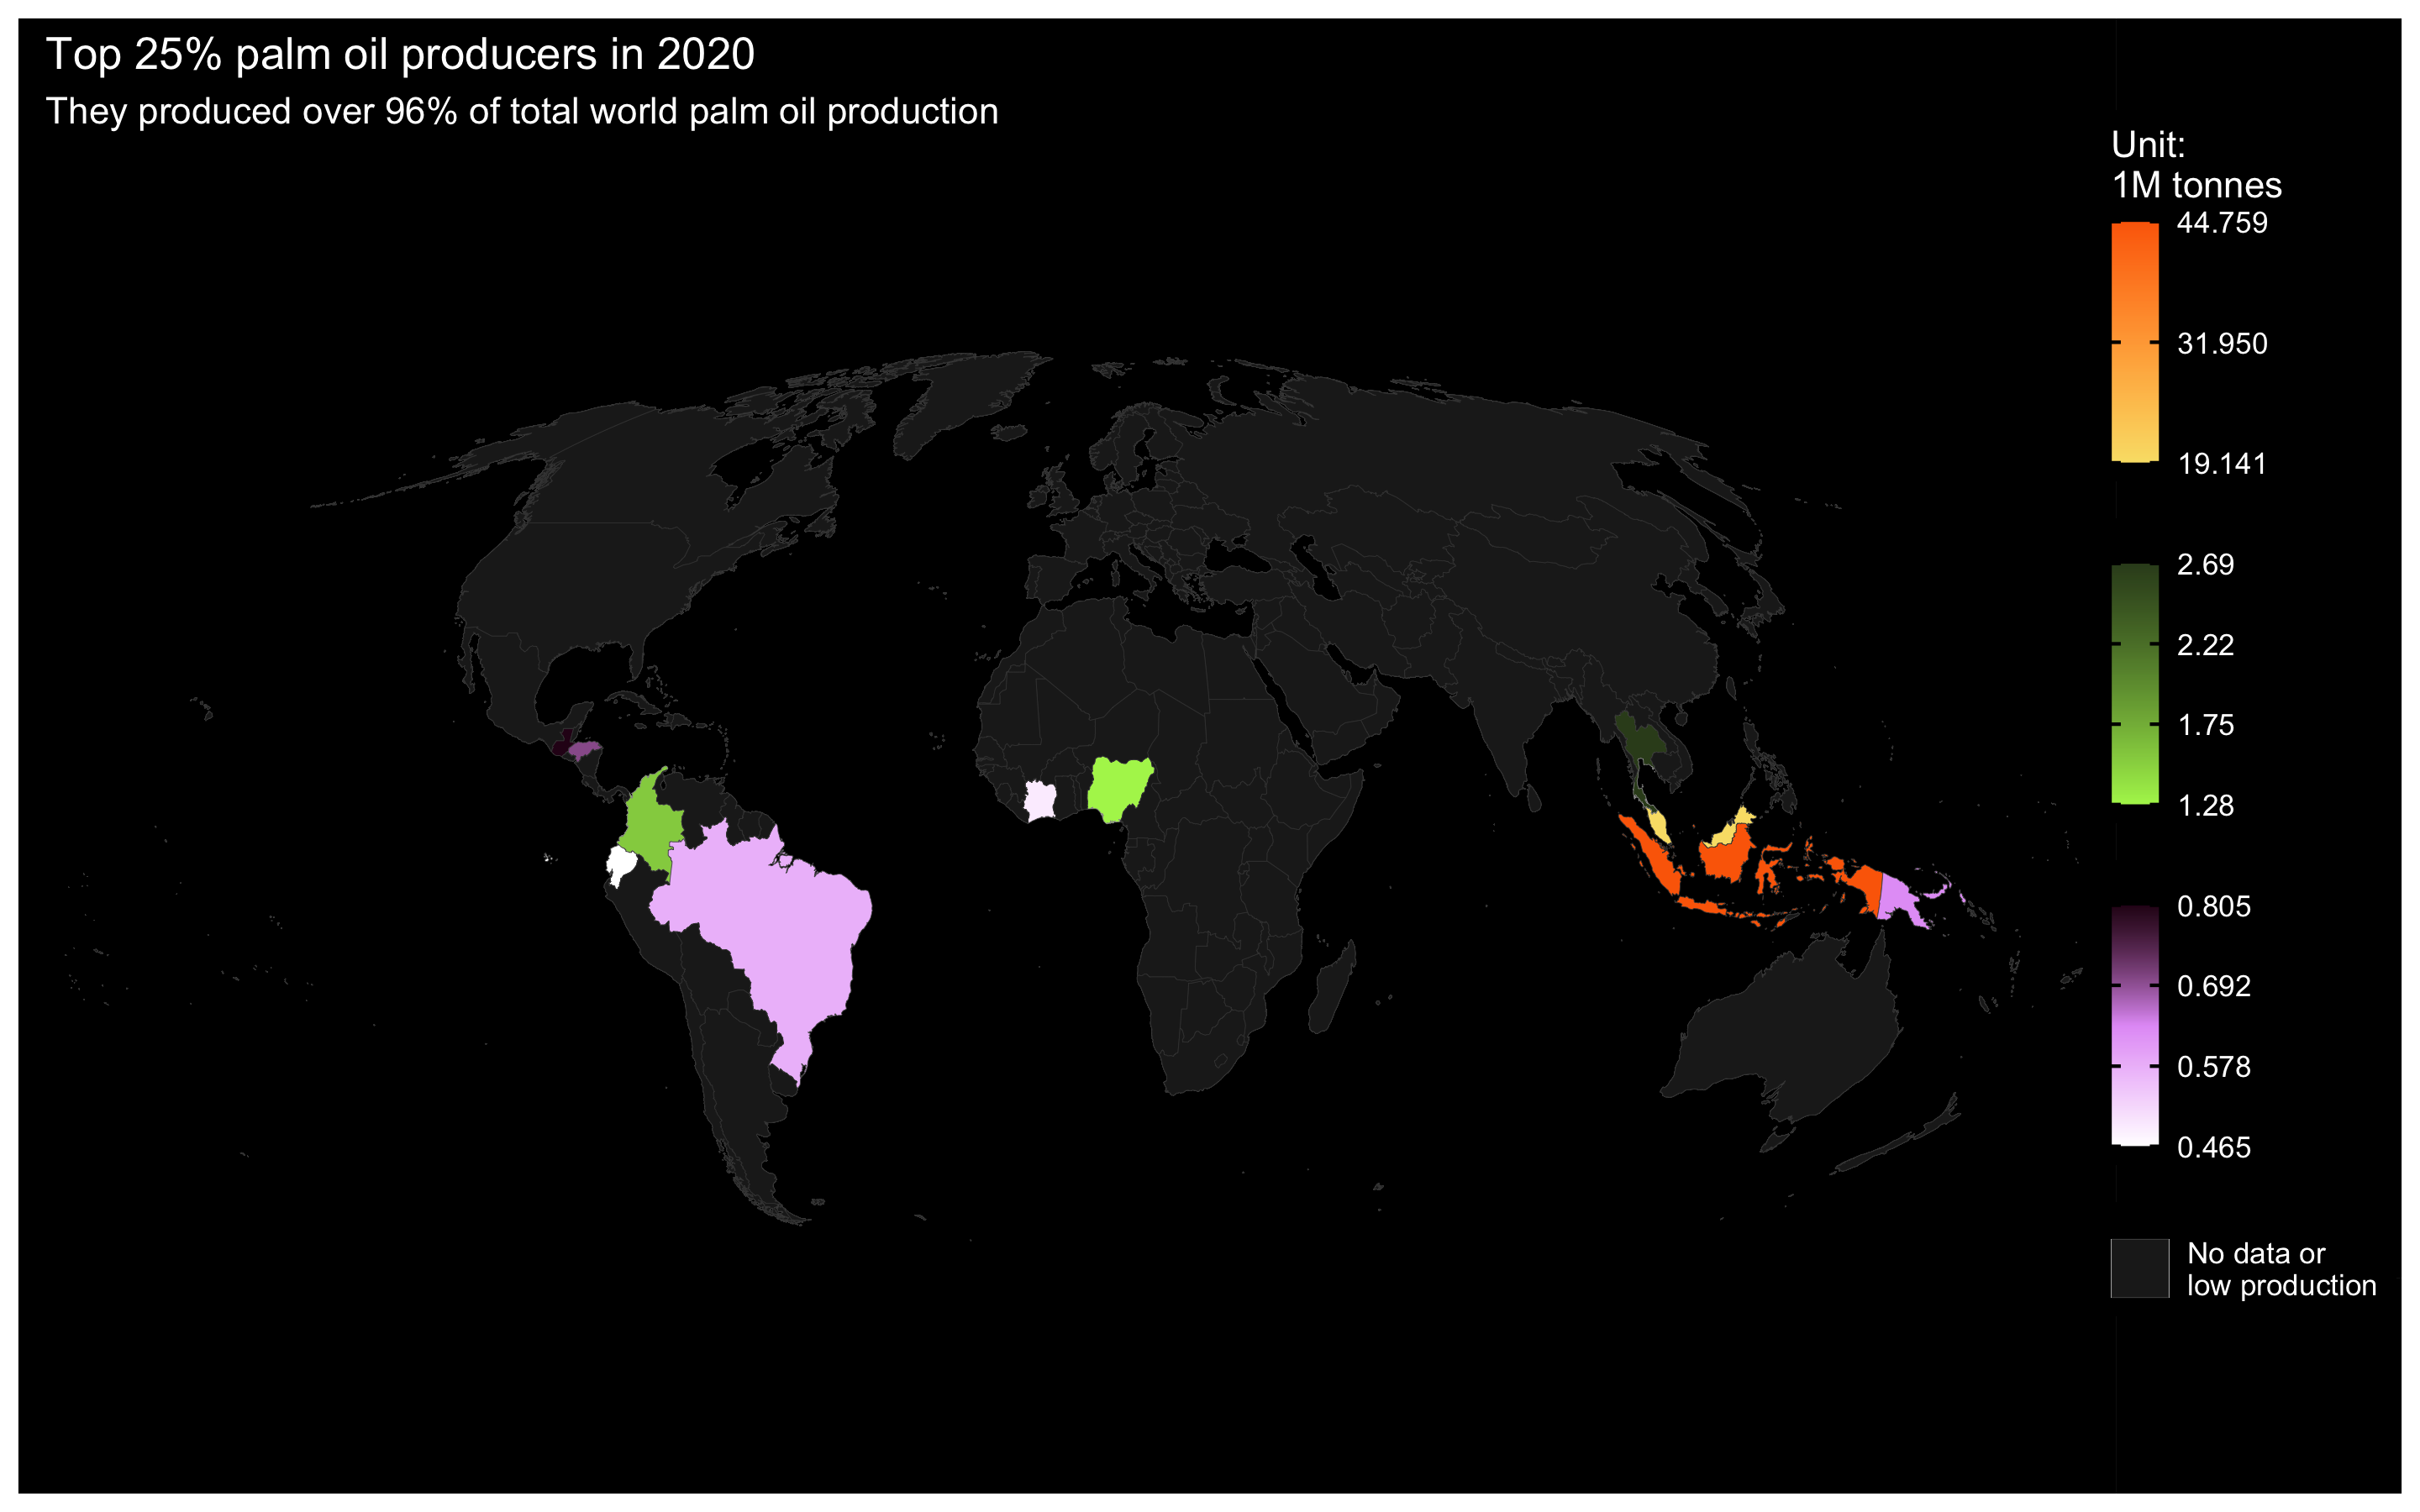 Top 25% palm oil producers in 2020
They produced over 96% of total world palm oil production
Unit:
1M tonnes
44.759
31.950
19.141
2.69
2.22
1.75
1.28
0.805
0.692
0.578
0.465
No data or
low production